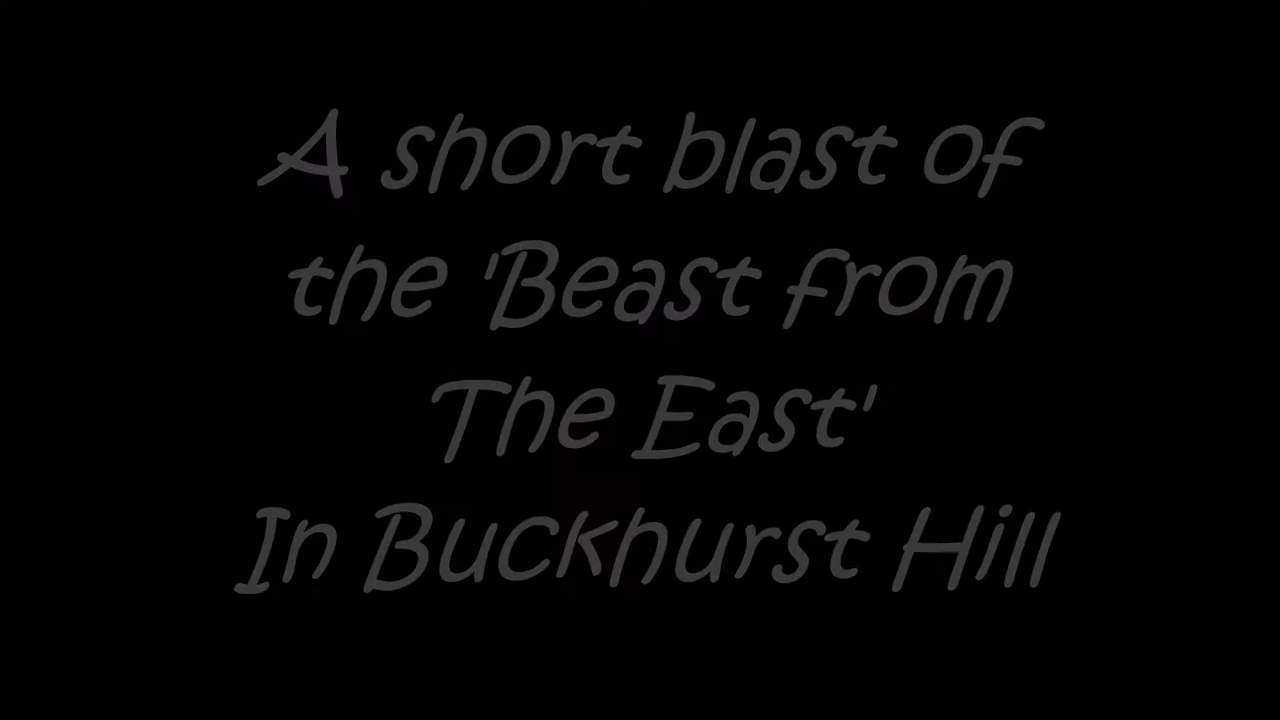 A short blast of
the 'Beast from
The East'
In Buckhurst Hill